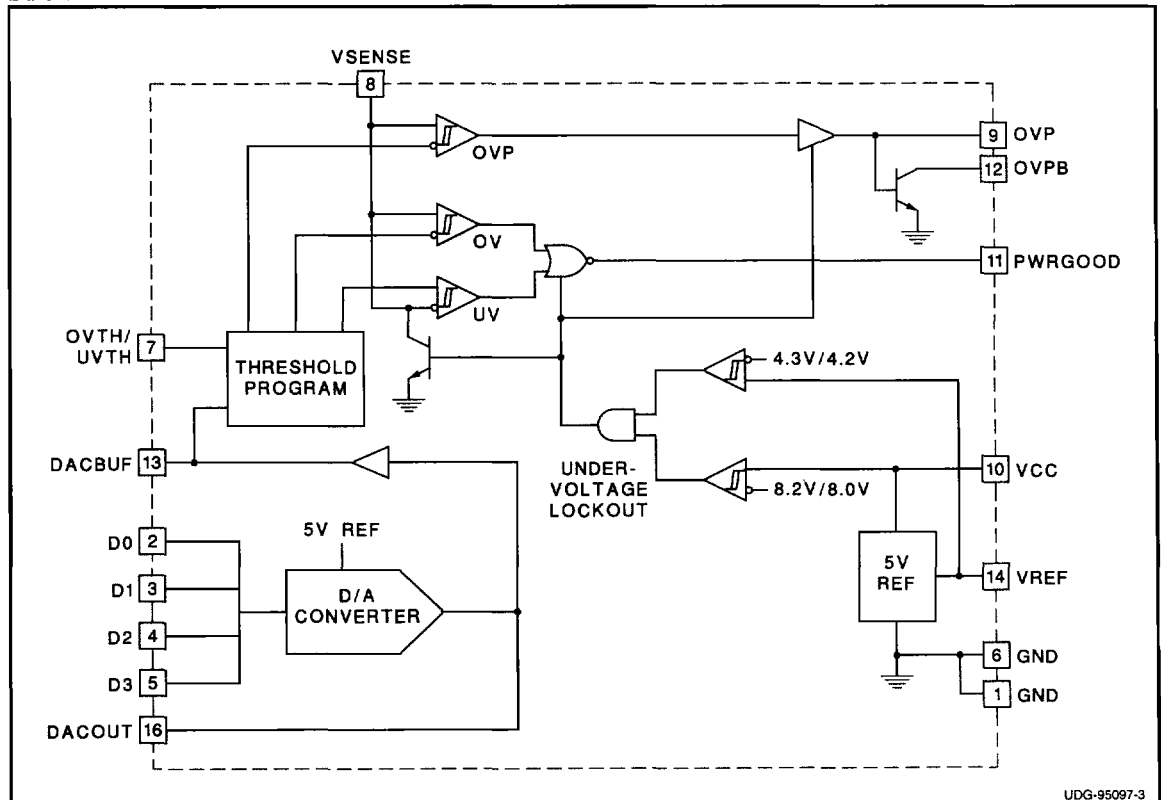 VSENSE
8
OVP
9 OVP
12 OVPB
OV
11 PWRGOOD
UV
OVTH/
UVTH
7
THRESHOLD
PROGRAM
4.3V/4.2V
DACBUF 13
UNDER-
VOLTAGE
LOCKOUT
10 VCC
8.2V/8.0V
5V REF
D0 2
D1 3
D/A
CONVERTER
5V
REF
14 VREF
D2 4
6 GND
D3 5
1 GND
DACOUT 16
UDG-95097-3